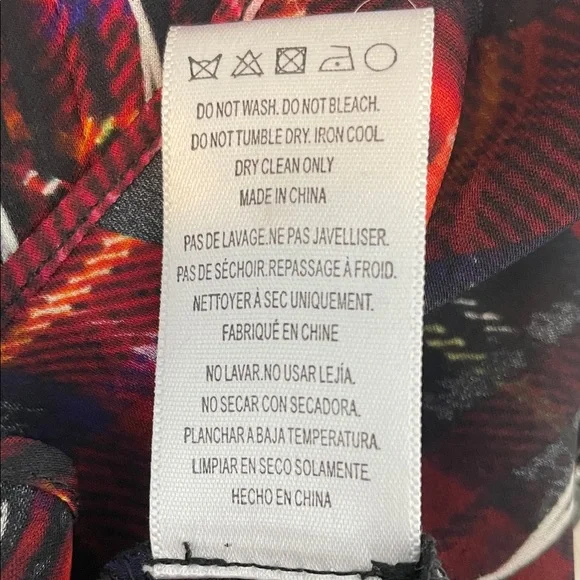 DO NOT WASH. DO NOT BLEACH.
DO NOT TUMBLE DRY. IRON COOL.
DRY CLEAN ONLY
MADE IN CHINA
PAS DE LAVAGE.NE PAS JAVELLISER.
PAS DE SÉCHOIR.REPASSAGE À FROID.
NETTOYER À SEC UNIQUEMENT.
FABRIQUÉ EN CHINE
NO LAVAR.NO USAR LEJÍA.
NO SECAR CON SECADORA.
PLANCHAR A BAJA TEMPERATURA.
LIMPIAR EN SECO SOLAMENTE
HECHO EN CHINA